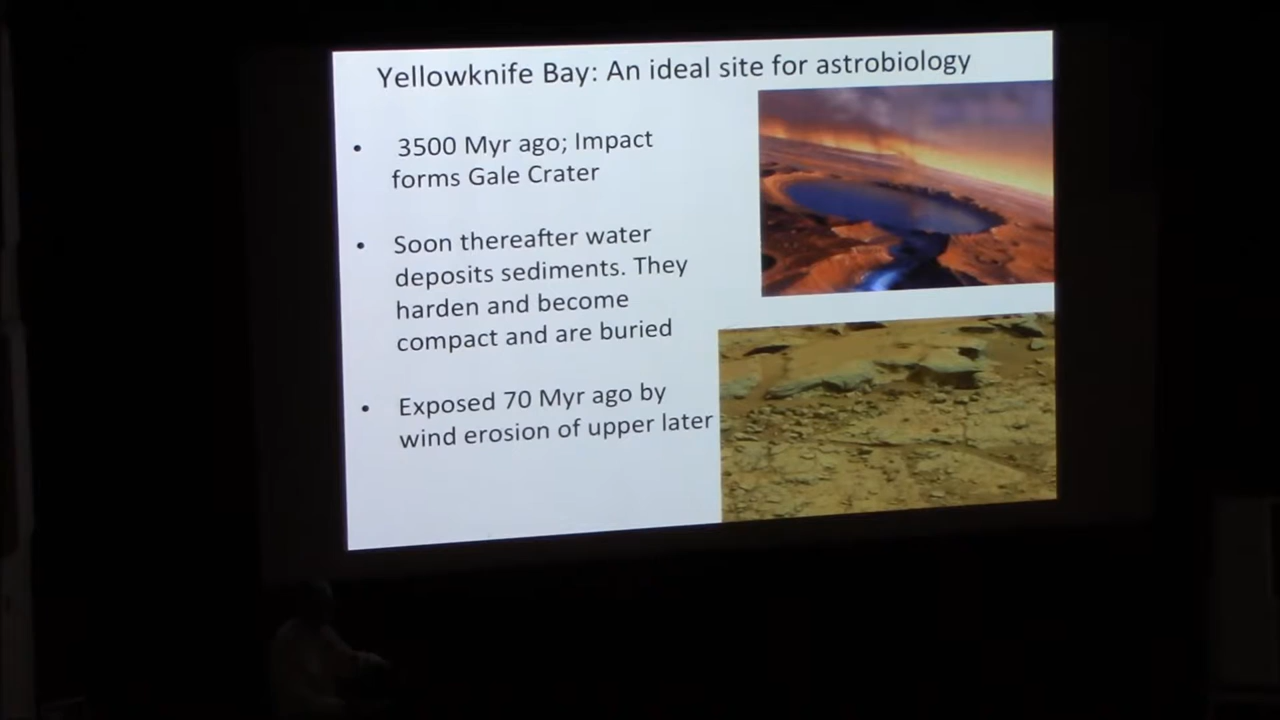 Yellowknife Bay: An ideal site for astrobiology
• 3500 Myr ago; Impact
forms Gale Crater
• Soon thereafter water
deposits sediments. They
harden and become
compact and are buried
• Exposed 70 Myr ago by
wind erosion of upper later